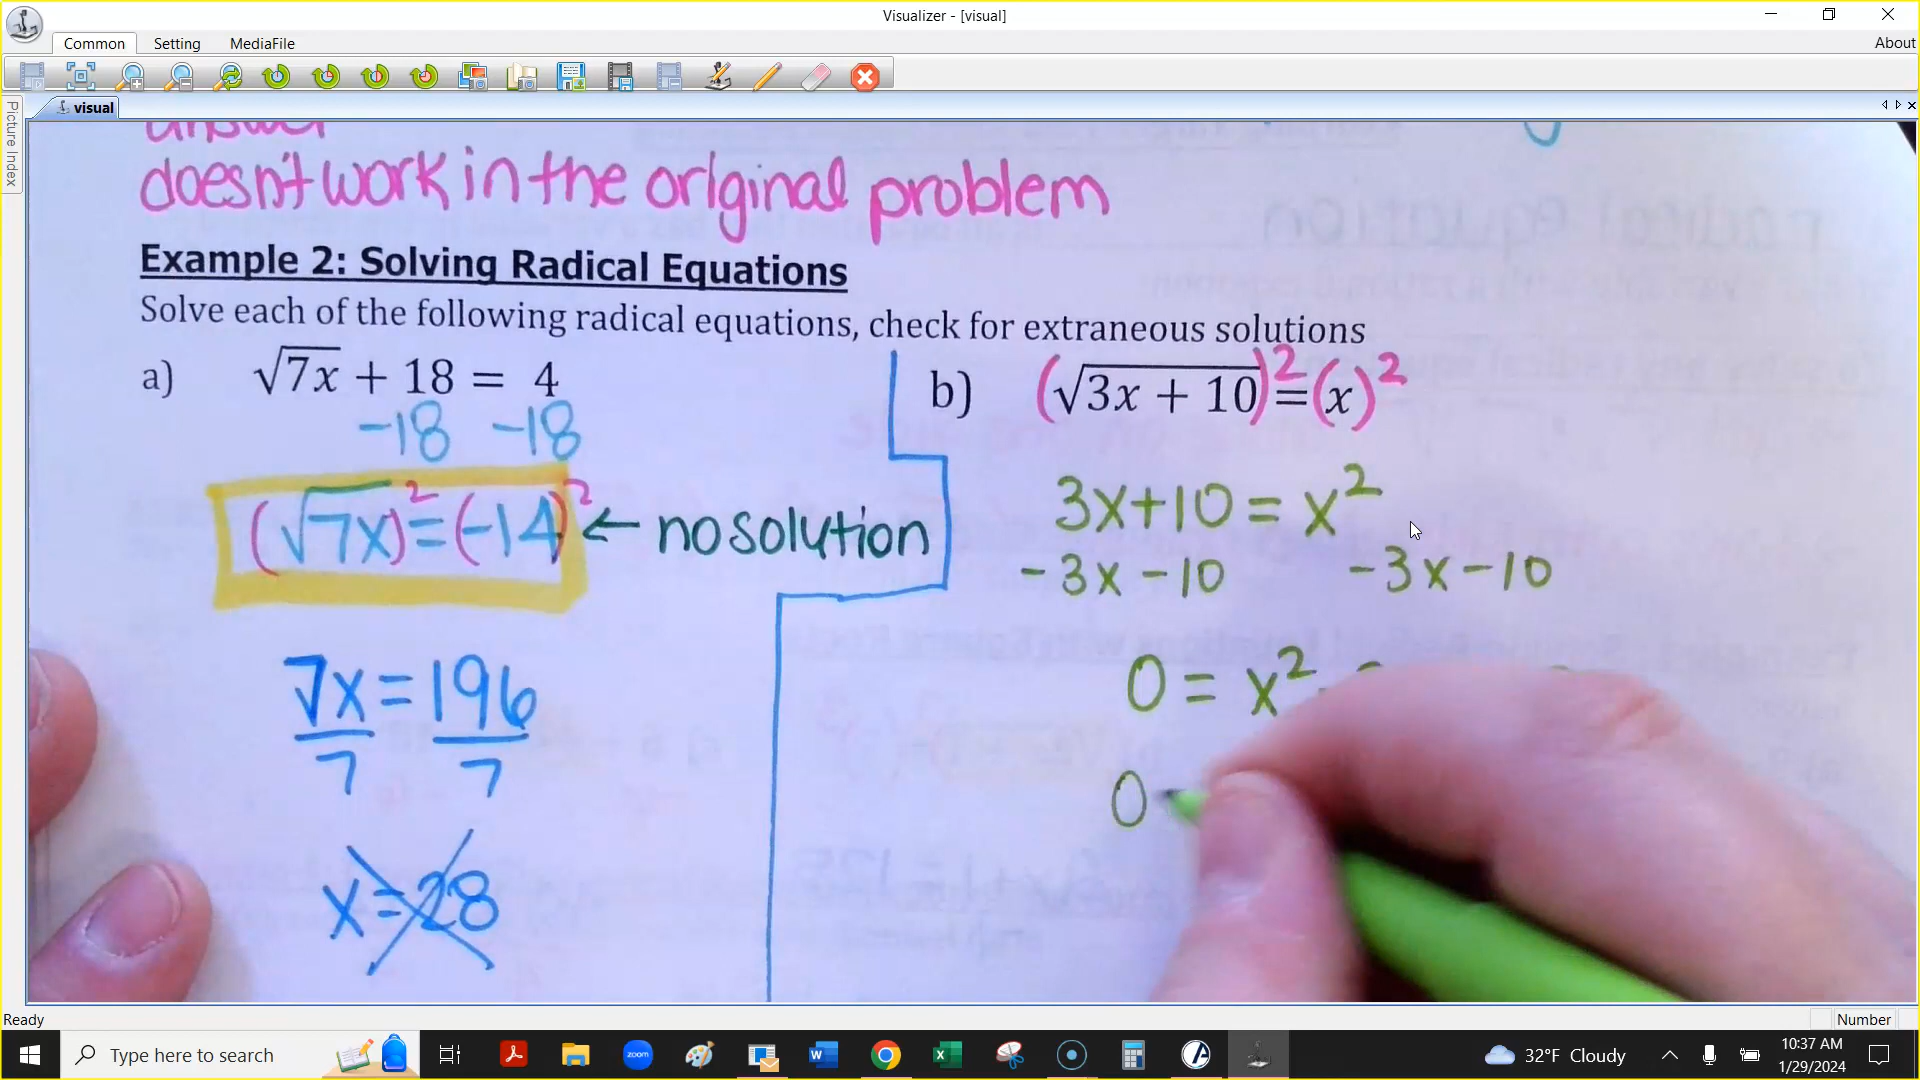 Visualizer - [visual]
Common Setting MediaFile About
Picture Index
visual
answer
doesn't work in the original problem
Example 2: Solving Radical Equations
Solve each of the following radical equations, check for extraneous solutions
a) √7x + 18 = 4
-18 -18
(√7x)² = (-14)² ← no solution
7x = 196
7 7
x = 28
b) (√3x + 10)² = (x)²
3x+10 = x²
-3x -10 -3x -10
0 = x²
0
Ready Number
Type here to search
zoom
32°F Cloudy
10:37 AM
1/29/2024